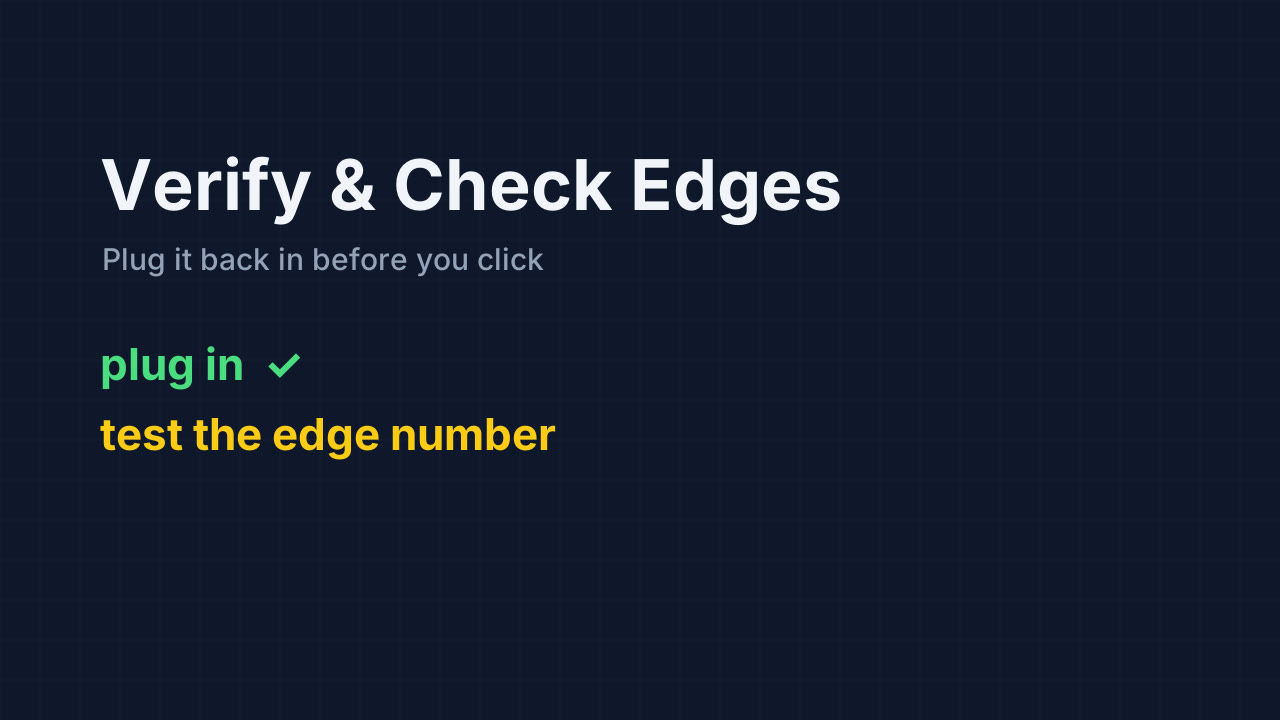 Verify & Check Edges
Plug it back in before you click
plug in ✓
test the edge number